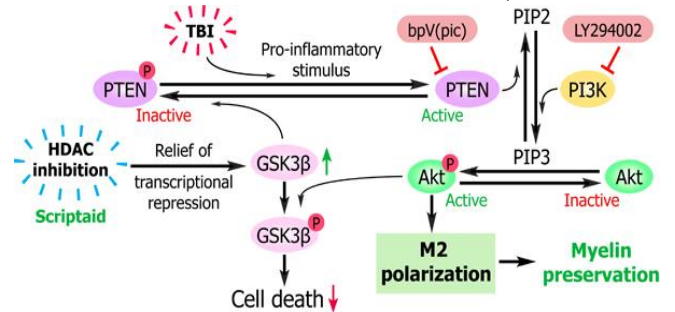 TBI
Pro-inflammatory
stimulus
bpV(pic)
PIP2
LY294002
P
PTEN
PTEN
PI3K
Inactive
Active
HDAC
inhibition
Scriptaid
Relief of
transcriptional
repression
GSK3β
PIP3
P
Akt
Akt
Active
Inactive
P
GSK3β
M2
polarization
Myelin
preservation
Cell death